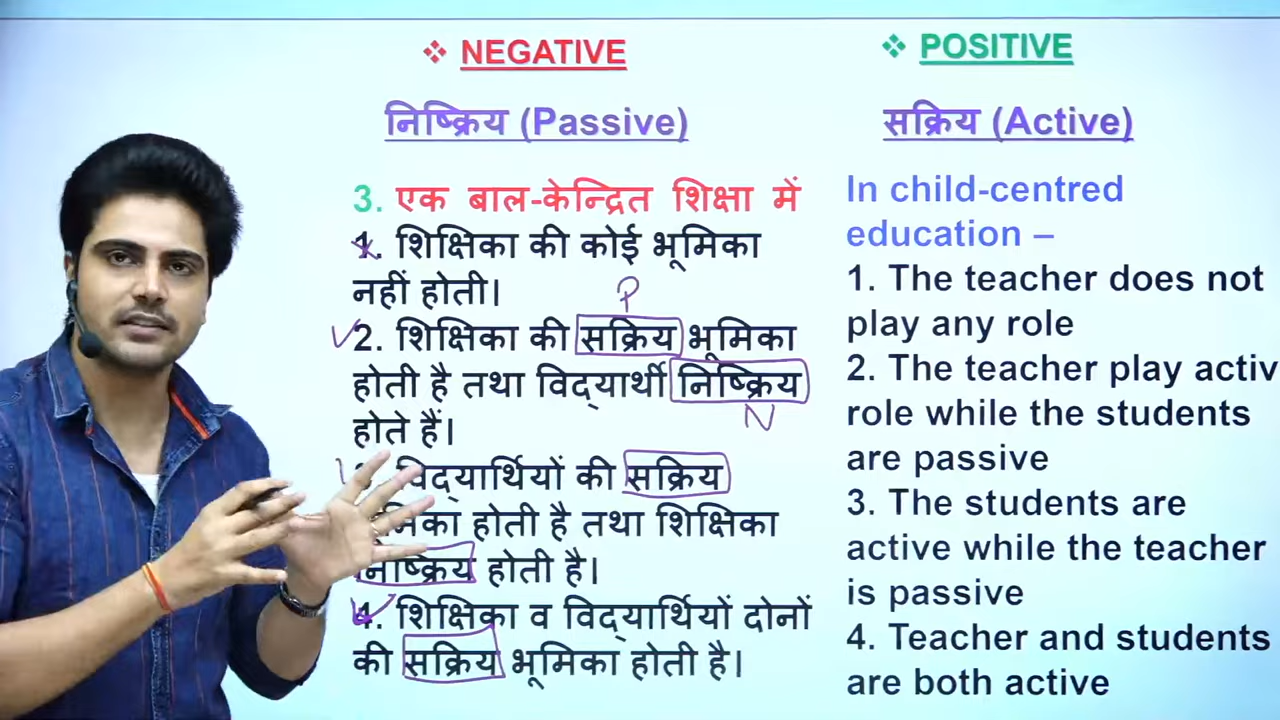 ❖ NEGATIVE
निष्क्रिय (Passive)
3. एक बाल-केन्द्रित शिक्षा में
1. शिक्षिका की कोई भूमिका
नहीं होती।
P
2. शिक्षिका की सक्रिय भूमिका
होती है तथा विद्यार्थी निष्क्रिय
N
होते हैं।
विद्यार्थियों की सक्रिय
भूमिका होती है तथा शिक्षिका
निष्क्रिय होती है।
4. शिक्षिका व विद्यार्थियों दोनों
की सक्रिय भूमिका होती है।
❖ POSITIVE
सक्रिय (Active)
In child-centred
education –
1. The teacher does not
play any role
2. The teacher play activ
role while the students
are passive
3. The students are
active while the teacher
is passive
4. Teacher and students
are both active